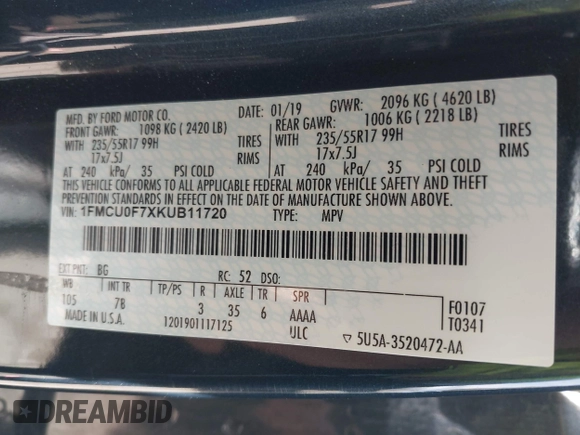 MFD. BY FORD MOTOR CO.
DATE: 01/19 GVWR: 2096 KG ( 4620 LB)
FRONT GAWR: 1098 KG ( 2420 LB)
REAR GAWR: 1006 KG ( 2218 LB)
WITH 235/55R17 99H TIRES
235/55R17 99H TIRES
17x7.5J RIMS
17x7.5J RIMS
AT 240 kPa/ 35 PSI COLD
AT 240 kPa/ 35 PSI COLD
THIS VEHICLE CONFORMS TO ALL APPLICABLE FEDERAL MOTOR VEHICLE SAFETY AND THEFT
PREVENTION STANDARDS IN EFFECT ON THE DATE OF MANUFACTURE SHOWN ABOVE.
VIN: 1FMCU0F7XKUB11720 TYPE: MPV
EXT PNT: BG RC: 52 DSO:
WB INT TR TP/PS R AXLE TR SPR
105 7B 3 35 6 AAAA
1201901117125 ULC
F0107
T0341
5U5A-3520472-AA
DREAMBID